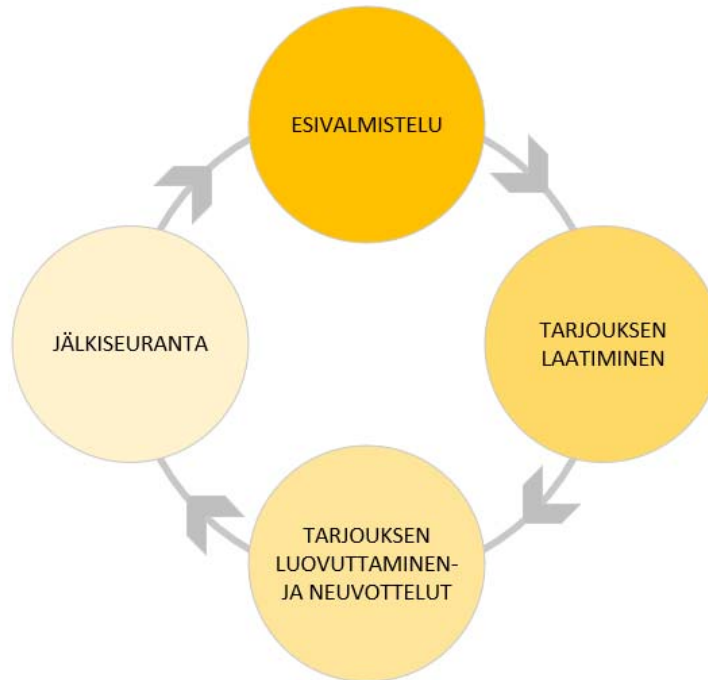 ESIVALMISTELU
TARJOUKSEN
LAATIMINEN
TARJOUKSEN
LUOVUTTAMINEN-
JA NEUVOTTELUT
JÄLKISEURANTA